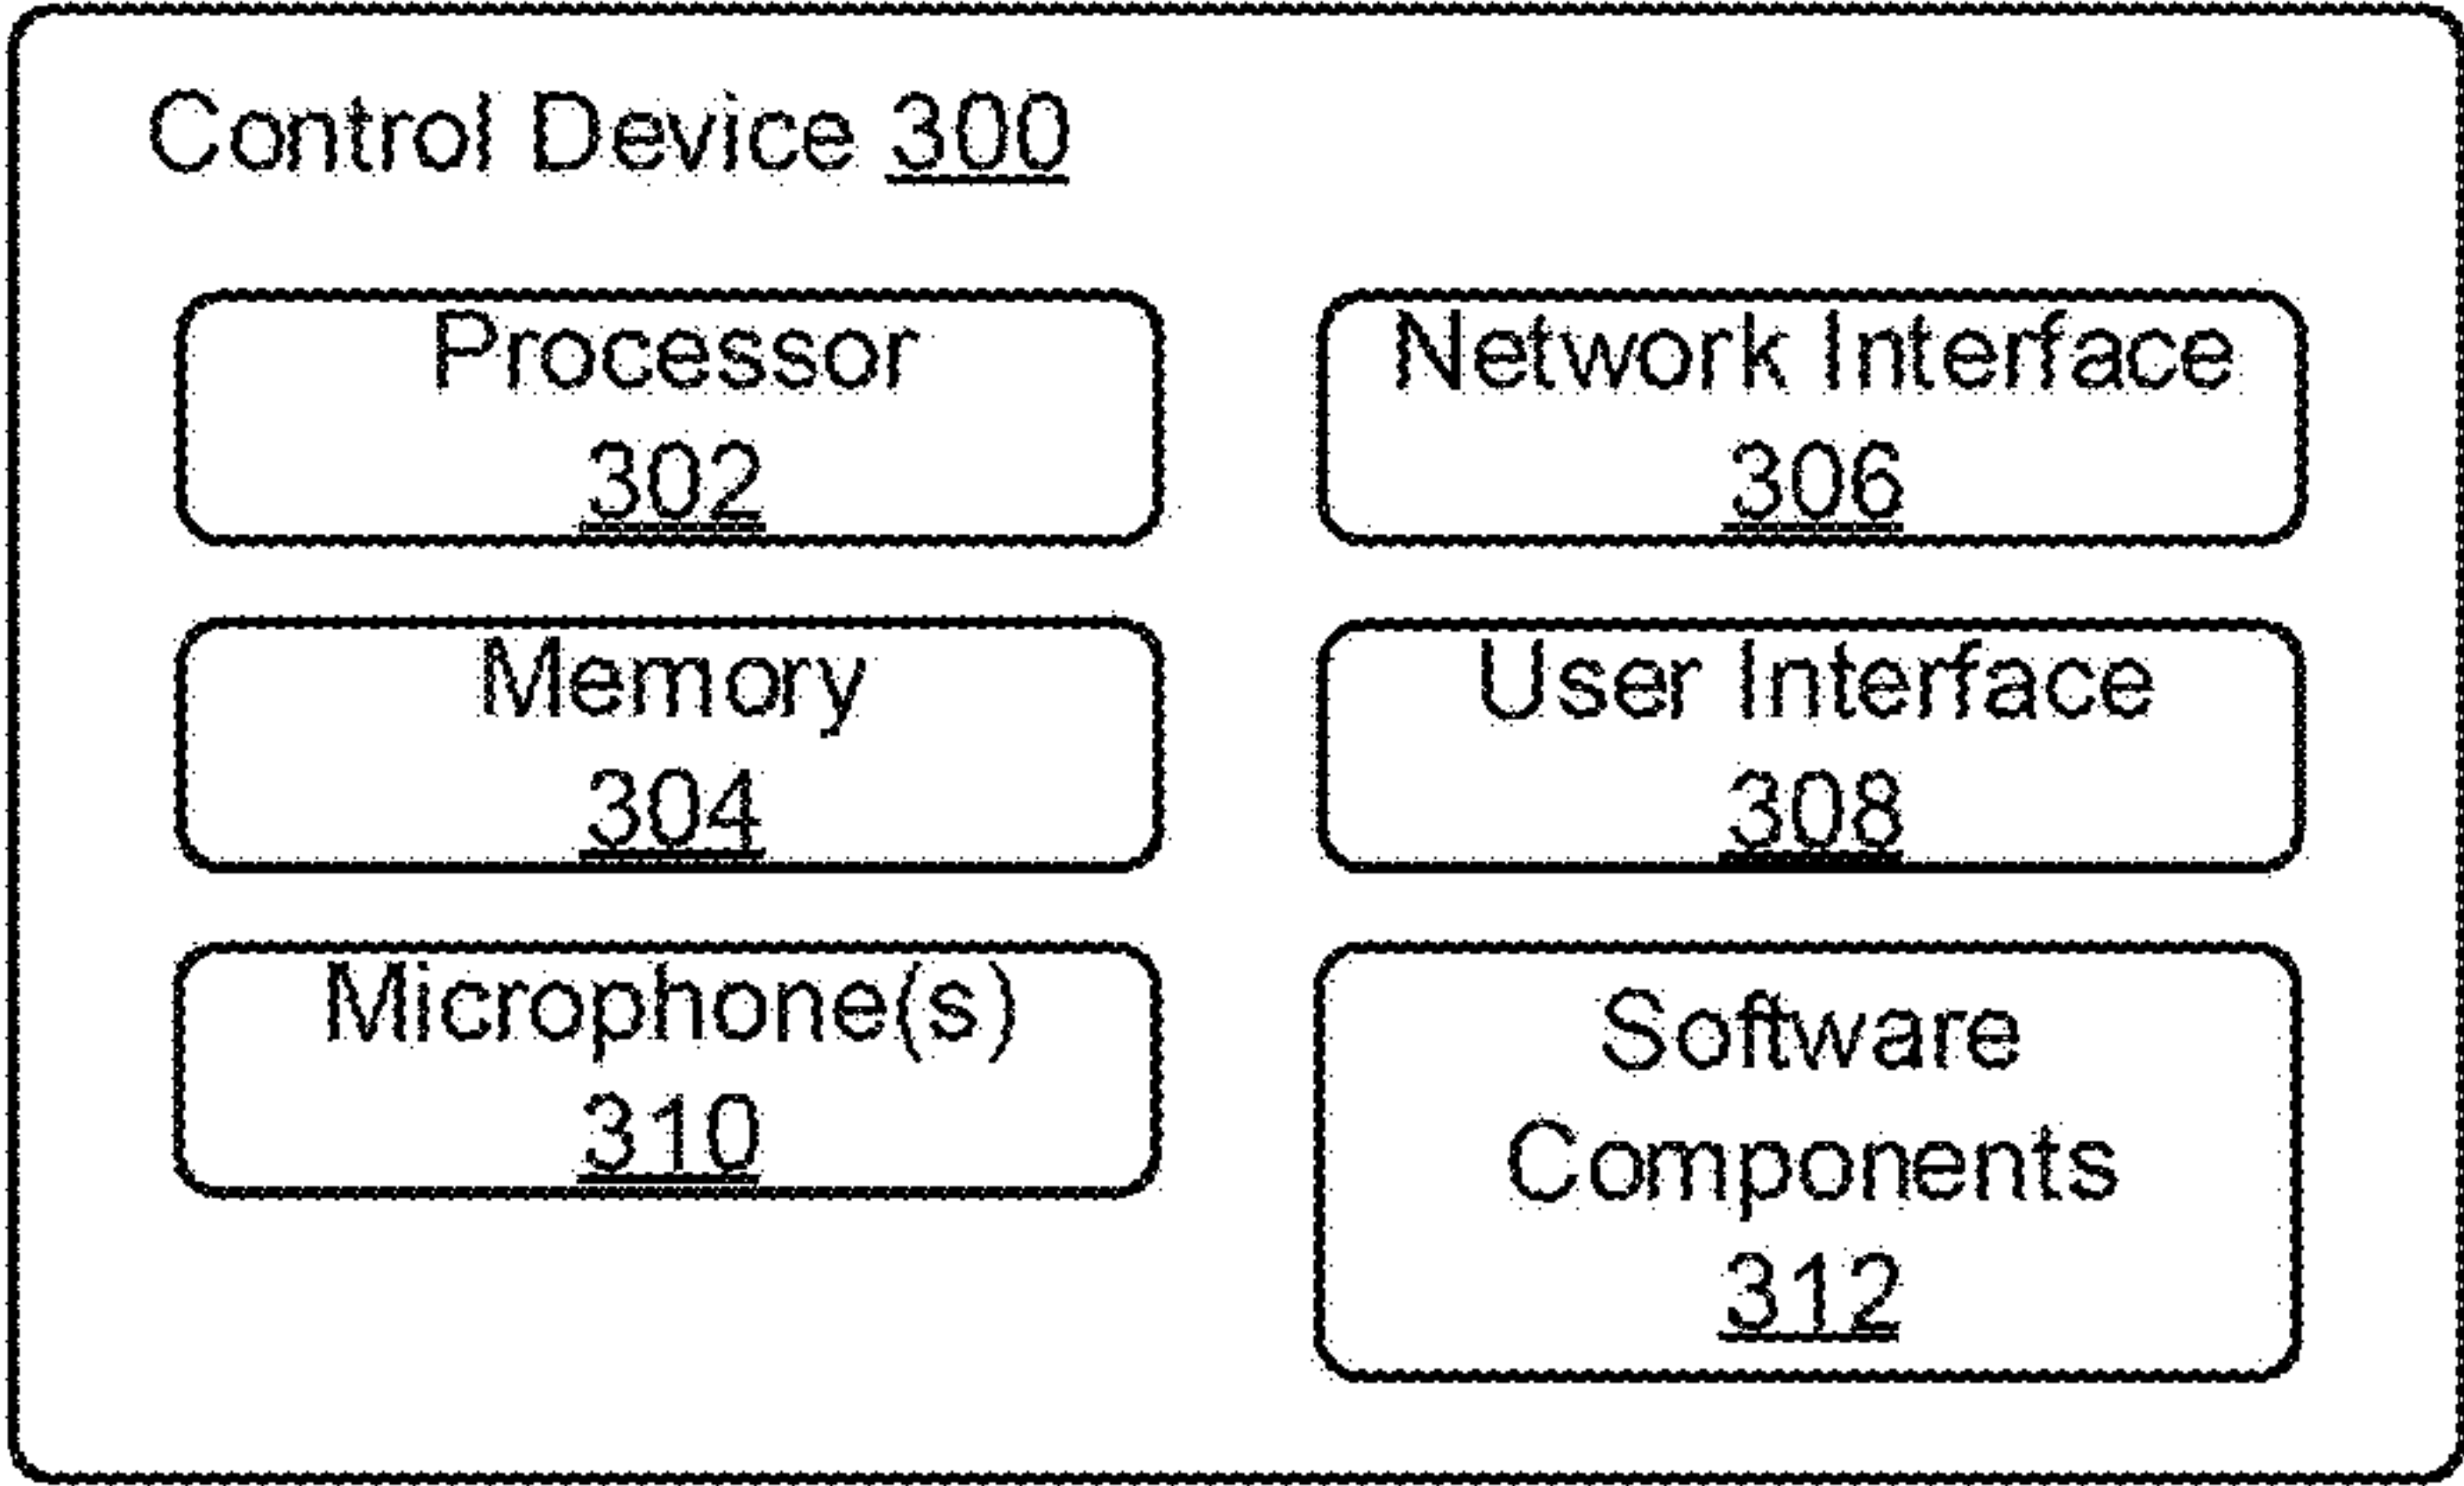 Control Device 300
Processor
302
Network Interface
306
Memory
304
User Interface
308
Microphone(s)
310
Software
Components
312